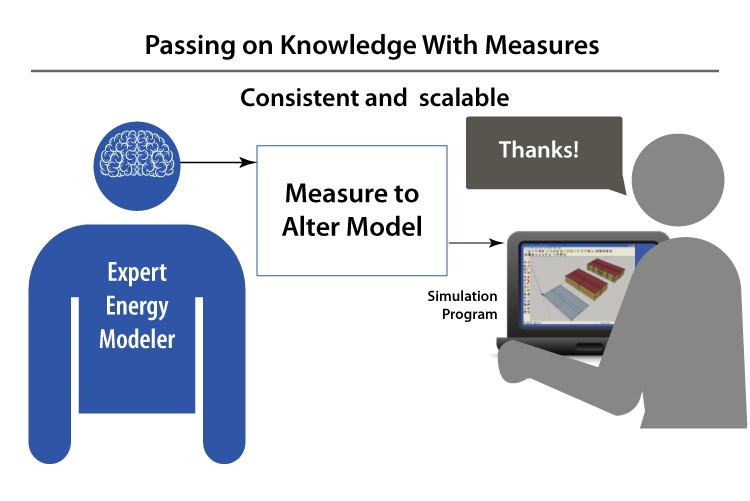 Passing on Knowledge With Measures
Consistent and scalable
Thanks!
Measure to
Alter Model
Expert
Energy
Modeler
Simulation
Program